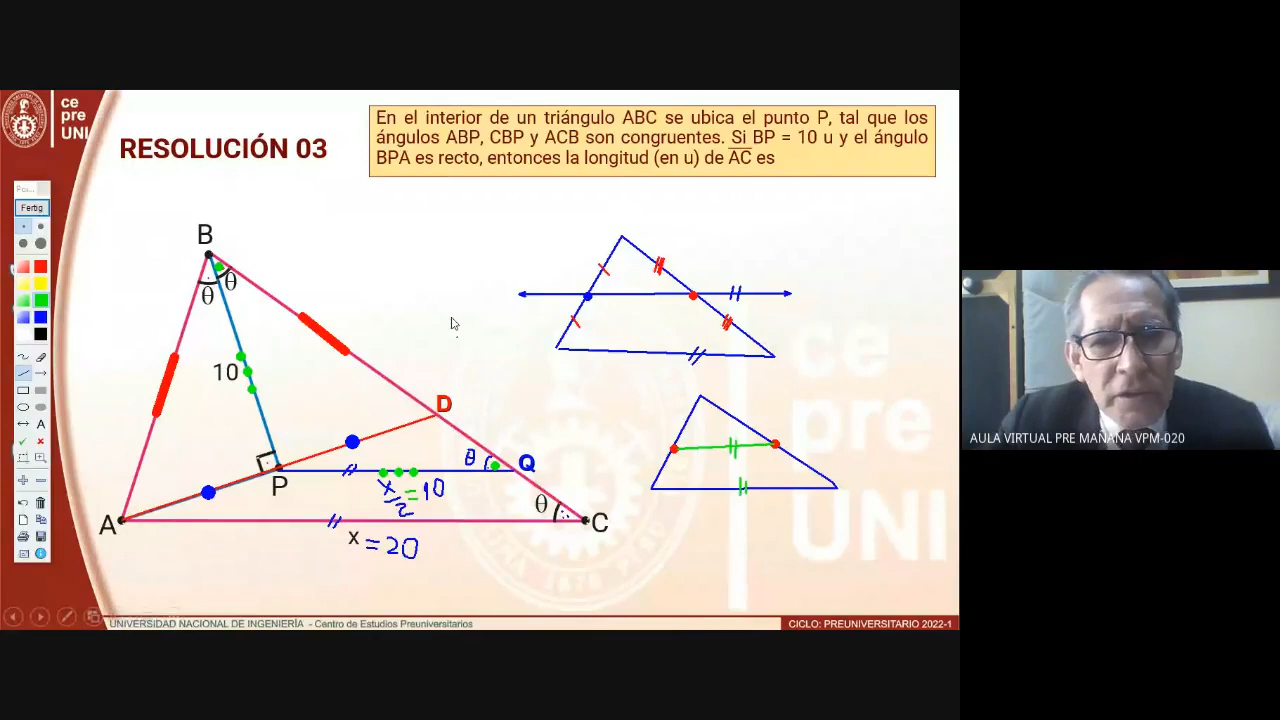 ce
pre
UNI
RESOLUCIÓN 03
En el interior de un triángulo ABC se ubica el punto P, tal que los
ángulos ABP, CBP y ACB son congruentes. Si BP = 10 u y el ángulo
BPA es recto, entonces la longitud (en u) de AC es
Fertig
A
B
θ
θ
10
D
θ
Q
P
x/2 = 10
θ
A
C
x = 20
ce
pre
UNI
AULA VIRTUAL PRE MAÑANA VPM-020
UNIVERSIDAD NACIONAL DE INGENIERÍA - Centro de Estudios Preuniversitarios
CICLO: PREUNIVERSITARIO 2022-1